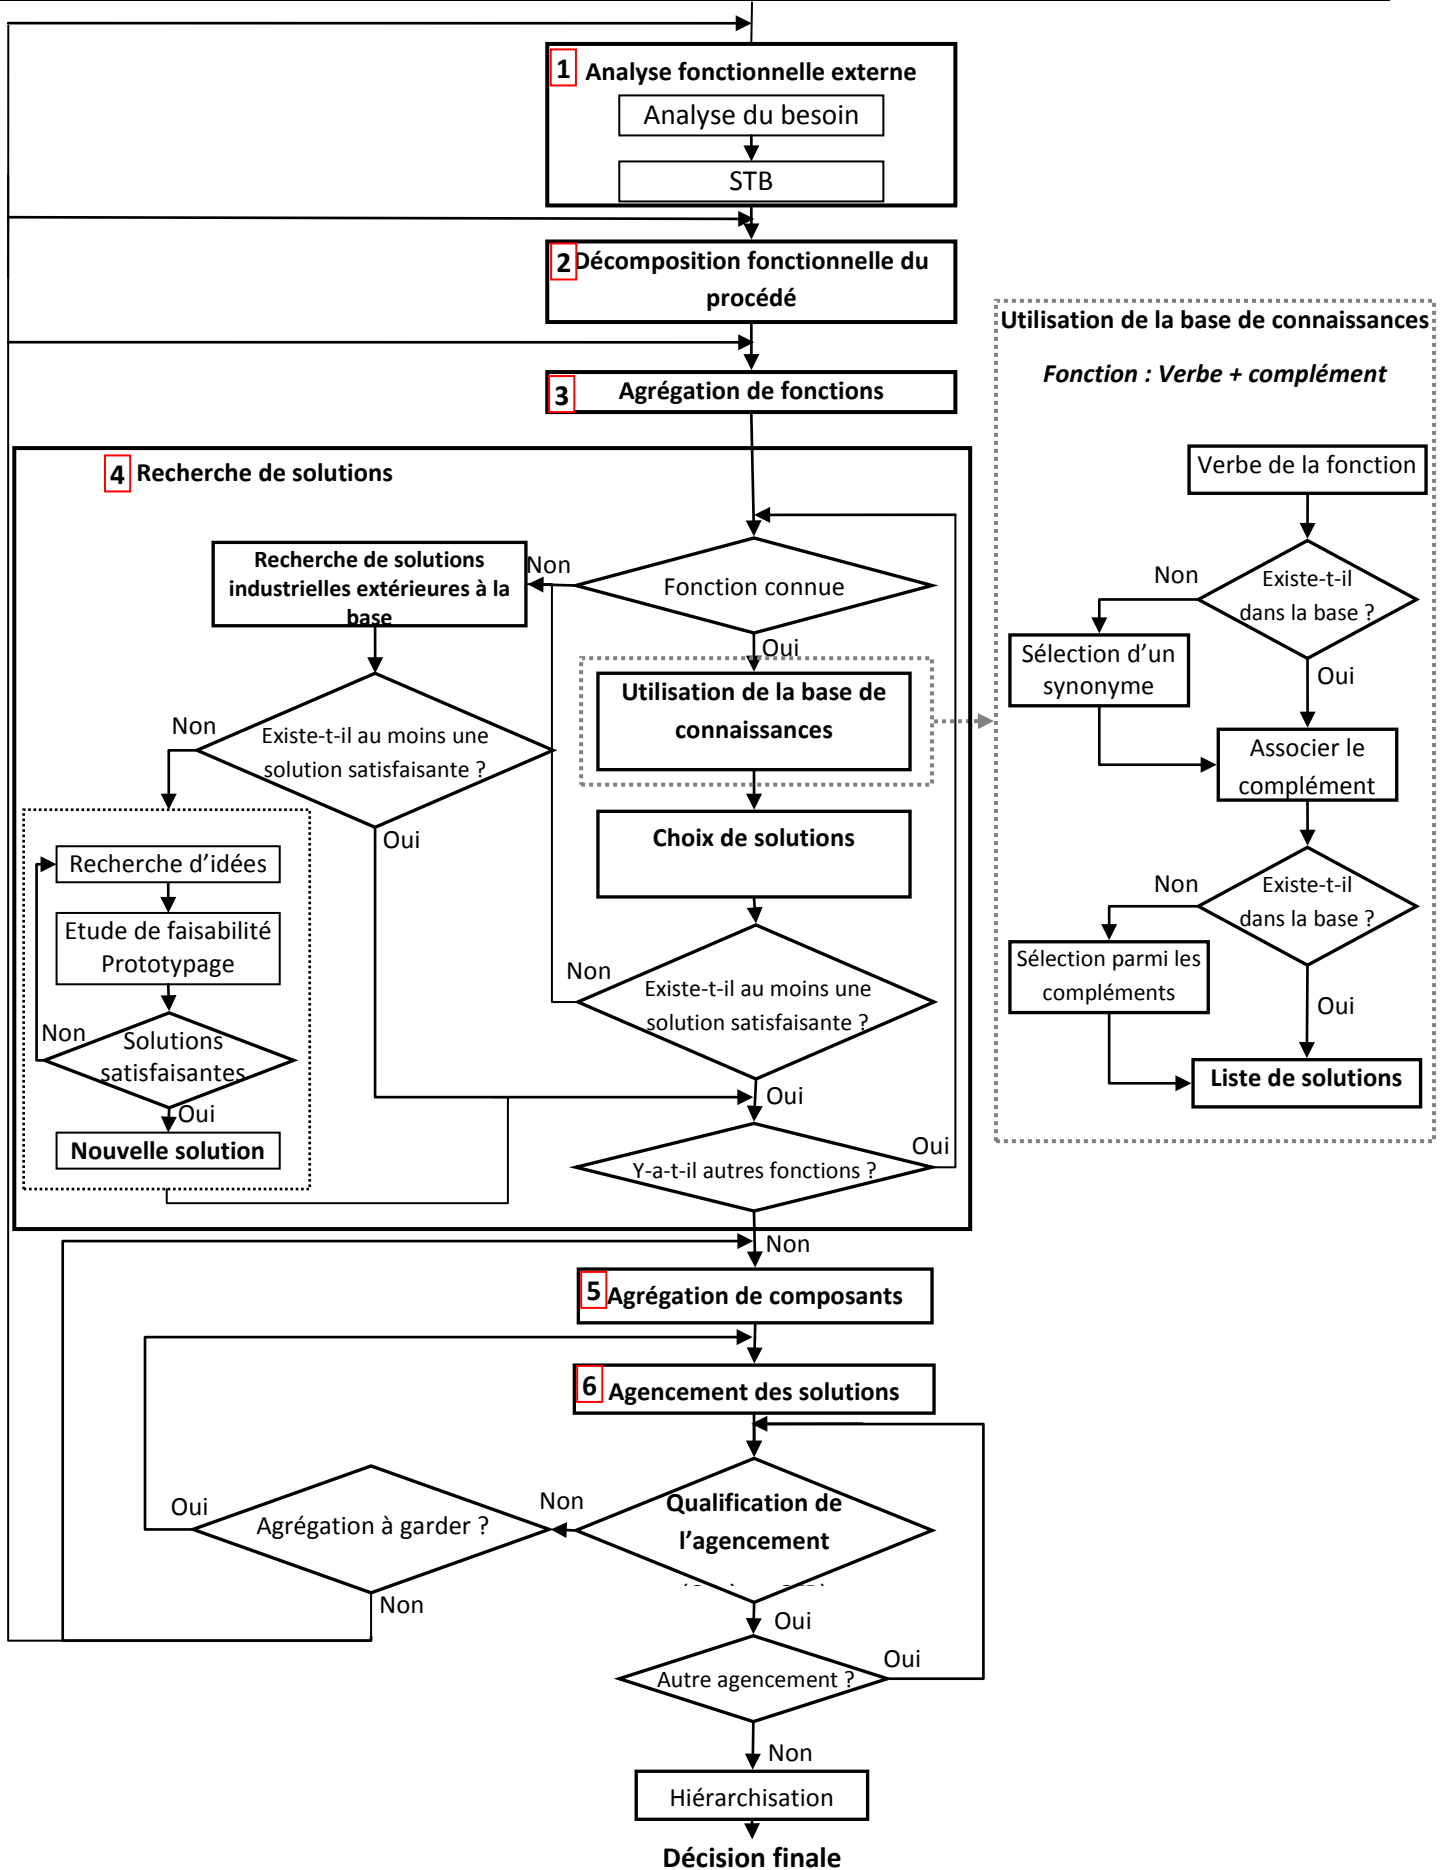 1 Analyse fonctionnelle externe
Analyse du besoin
STB
2 Décomposition fonctionnelle du
procédé
3 Agrégation de fonctions
4 Recherche de solutions
Recherche de solutions
industrielles extérieures à la
base
Non
Fonction connue
Oui
Utilisation de la base de
connaissances
Non
Existe-t-il au moins une
solution satisfaisante ?
Oui
Choix de solutions
Recherche d'idées
Etude de faisabilité
Prototypage
Non
Solutions
satisfaisantes
Oui
Nouvelle solution
Non
Existe-t-il au moins une
solution satisfaisante ?
Oui
Y-a-t-il autres fonctions ?
Oui
Non
5 Agrégation de composants
6 Agencement des solutions
Qualification de
l'agencement
Non
Agrégation à garder ?
Oui
Non
Oui
Autre agencement ?
Oui
Non
Hiérarchisation
Décision finale
Utilisation de la base de connaissances
Fonction : Verbe + complément
Verbe de la fonction
Non
Existe-t-il
dans la base ?
Sélection d'un
synonyme
Oui
Associer le
complément
Non
Existe-t-il
dans la base ?
Sélection parmi les
compléments
Oui
Liste de solutions